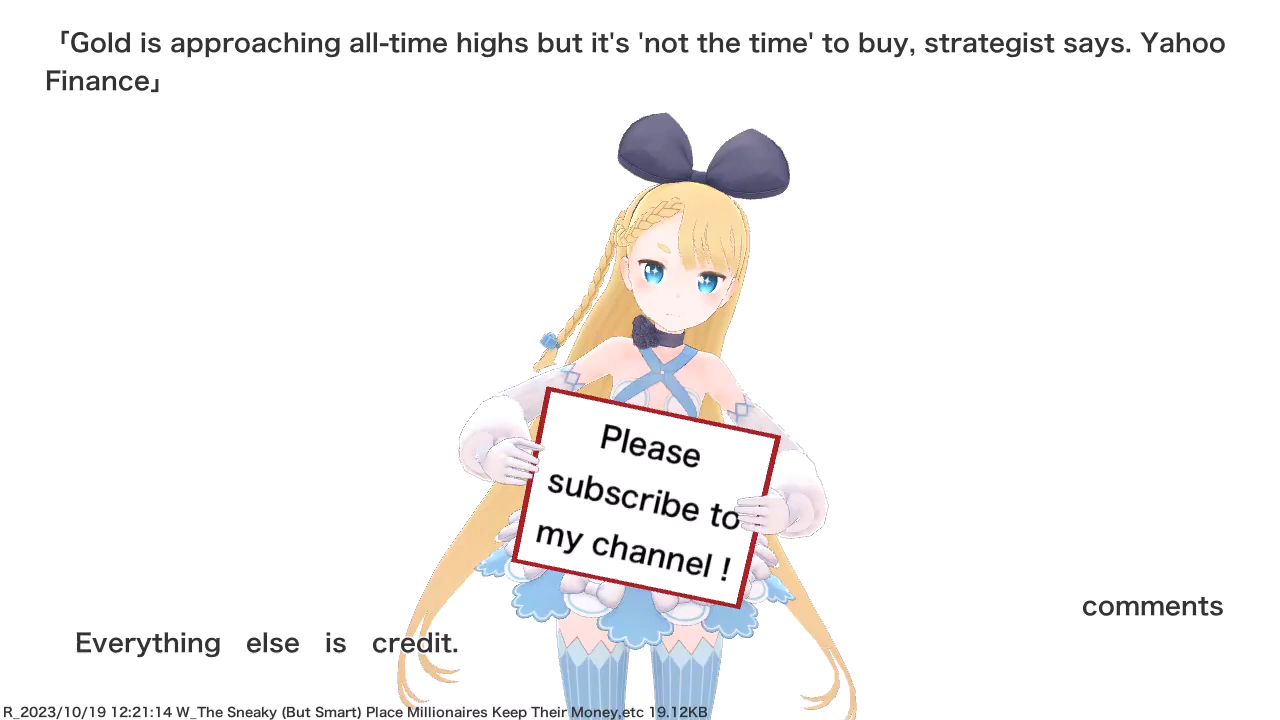 「Gold is approaching all-time highs but it's 'not the time' to buy, strategist says. Yahoo
Finance」
Please
subscribe to
my channel !
comments
Everything else is credit.
R_2023/10/19 12:21:14 W_The Sneaky (But Smart) Place Millionaires Keep Their Money,etc 19.12KB